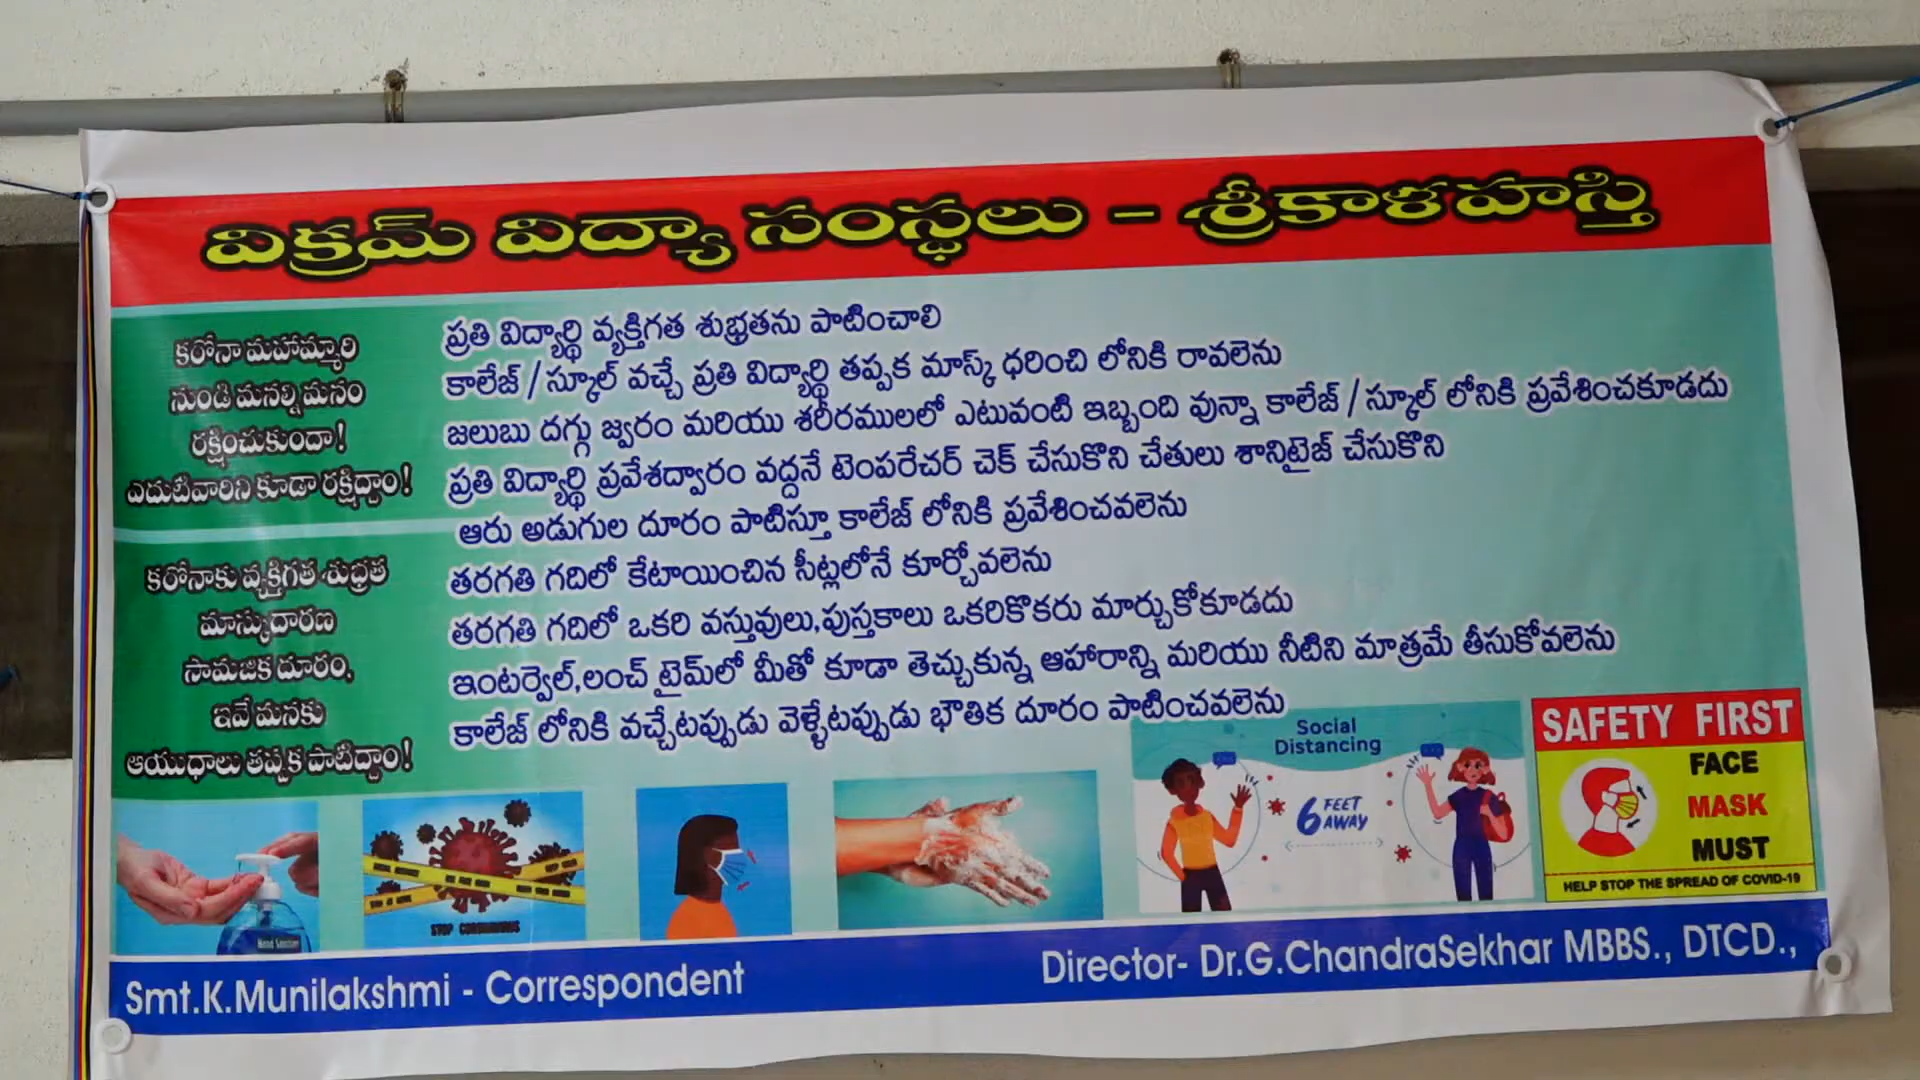 విక్రమ్ విద్యా సంస్థలు - శ్రీకాళహస్తి
కరోనా మహమ్మారి
నుండి మనల్ని మనం
రక్షించుకుందా!
ఎదుటివారిని కూడా రక్షిద్దాం!
కరోనాకు వ్యక్తిగత శుభ్రత
మాస్కుదారణ
సామజిక దూరం,
ఇవే మనకు
ఆయుధాలు తప్పక పాటిద్దాం!
ప్రతి విద్యార్థి వ్యక్తిగత శుభ్రతను పాటించాలి
కాలేజ్ / స్కూల్ వచ్చే ప్రతి విద్యార్థి తప్పక మాస్క్ ధరించి లోనికి రావలెను
జలుబు దగ్గు జ్వరం మరియు శరీరములలో ఎటువంటి ఇబ్బంది వున్నా కాలేజ్ / స్కూల్ లోనికి ప్రవేశించకూడదు
ప్రతి విద్యార్థి ప్రవేశద్వారం వద్దనే టెంపరేచర్ చెక్ చేసుకొని చేతులు శానిటైజ్ చేసుకొని
ఆరు అడుగుల దూరం పాటిస్తూ కాలేజ్ లోనికి ప్రవేశించవలెను
తరగతి గదిలో కేటాయించిన సీట్లలోనే కూర్చోవలెను
తరగతి గదిలో ఒకరి వస్తువులు,పుస్తకాలు ఒకరికొకరు మార్చుకోకూడదు
ఇంటర్వెల్,లంచ్ టైమ్‌లో మీతో కూడా తెచ్చుకున్న ఆహారాన్ని మరియు నీటిని మాత్రమే తీసుకోవలెను
కాలేజ్ లోనికి వచ్చేటప్పుడు వెళ్ళేటప్పుడు భౌతిక దూరం పాటించవలెను
Hand Sanitizer
STOP CORONAVIRUS
Social
Distancing
6 FEET
AWAY
SAFETY FIRST
FACE
MASK
MUST
HELP STOP THE SPREAD OF COVID-19
Smt.K.Munilakshmi - Correspondent
Director- Dr.G.ChandraSekhar MBBS., DTCD.,